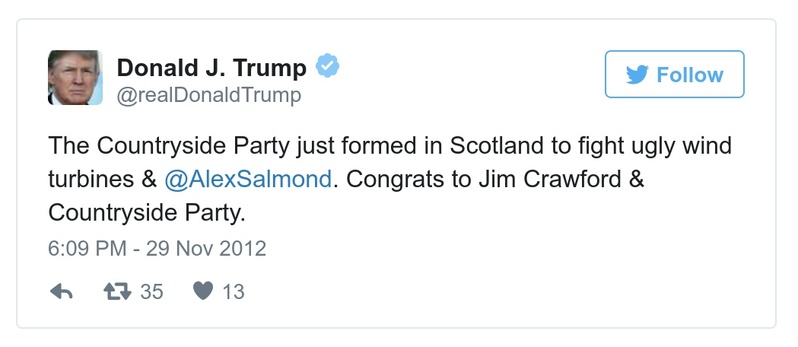 Donald J. Trump
@realDonaldTrump
Follow
The Countryside Party just formed in Scotland to fight ugly wind
turbines & @AlexSalmond. Congrats to Jim Crawford &
Countryside Party.
6:09 PM - 29 Nov 2012
35
13